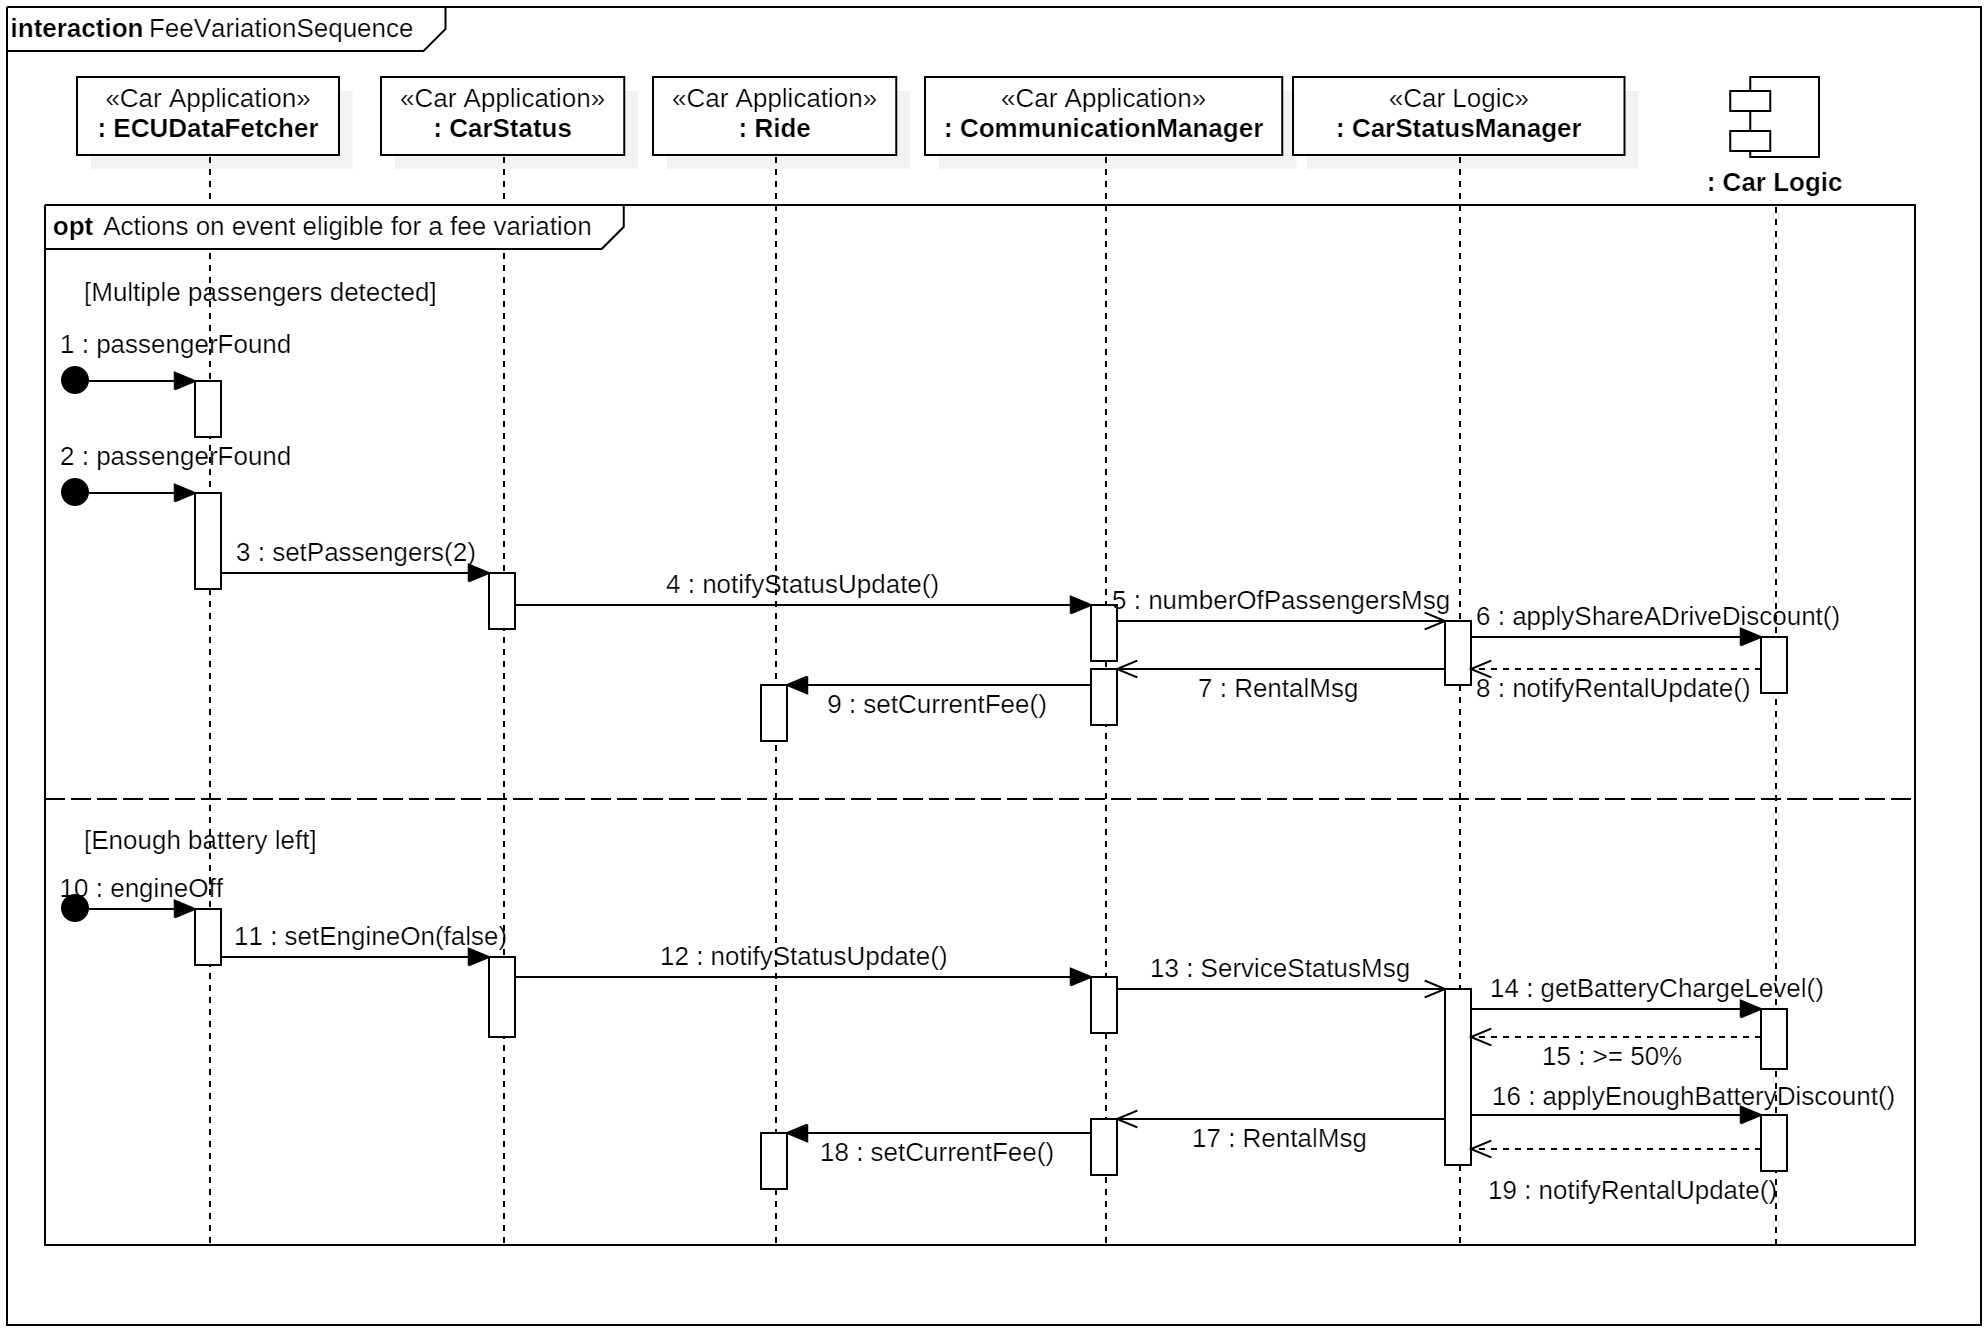 interaction FeeVariationSequence
«Car Application»
: ECUDataFetcher
«Car Application»
: CarStatus
«Car Application»
: Ride
«Car Application»
: CommunicationManager
«Car Logic»
: CarStatusManager
: Car Logic
opt Actions on event eligible for a fee variation
[Multiple passengers detected]
1 : passengerFound
2 : passengerFound
3 : setPassengers(2)
4 : notifyStatusUpdate()
5 : numberOfPassengersMsg
6 : applyShareADriveDiscount()
7 : RentalMsg
8 : notifyRentalUpdate()
9 : setCurrentFee()
[Enough battery left]
10 : engineOff
11 : setEngineOn(false)
12 : notifyStatusUpdate()
13 : ServiceStatusMsg
14 : getBatteryChargeLevel()
15 : >= 50%
16 : applyEnoughBatteryDiscount()
17 : RentalMsg
18 : setCurrentFee()
19 : notifyRentalUpdate()